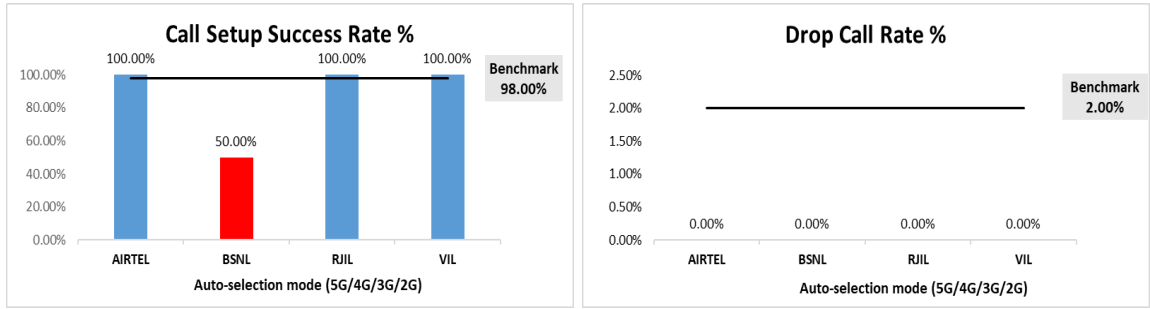 Call Setup Success Rate %
100.00% 100.00% 100.00%
Benchmark
98.00%
100.00%
80.00%
60.00%
50.00%
40.00%
20.00%
0.00%
AIRTEL BSNL RJIL VIL
Auto-selection mode (5G/4G/3G/2G)
Drop Call Rate %
2.50%
Benchmark
2.00%
2.00%
1.50%
1.00%
0.50%
0.00% 0.00% 0.00% 0.00%
0.00%
AIRTEL BSNL RJIL VIL
Auto-selection mode (5G/4G/3G/2G)